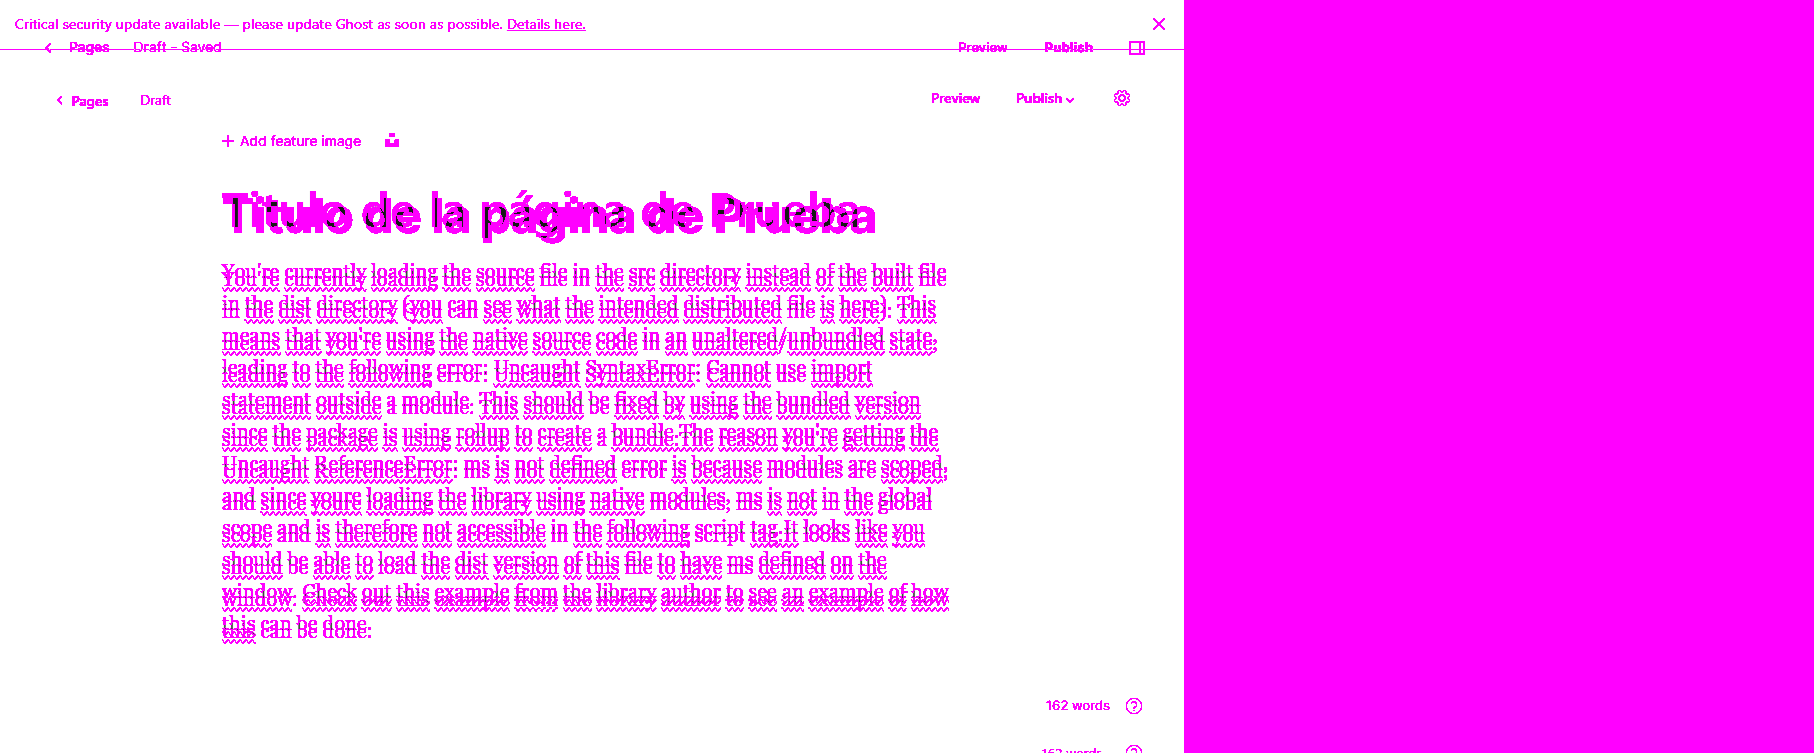 Critical security update available — please update Ghost as soon as possible. Details here.
Pages Draft - Saved Preview Publish
Pages Draft Preview Publish
+ Add feature image
Titulo de la página de Prueba
You're currently loading the source file in the src directory instead of the built file
in the dist directory (you can see what the intended distributed file is here). This
means that you're using the native source code in an unaltered/unbundled state,
leading to the following error: Uncaught SyntaxError: Cannot use import
statement outside a module. This should be fixed by using the bundled version
since the package is using rollup to create a bundle.The reason you're getting the
Uncaught ReferenceError: ms is not defined error is because modules are scoped,
and since youre loading the library using native modules, ms is not in the global
scope and is therefore not accessible in the following script tag.It looks like you
should be able to load the dist version of this file to have ms defined on the
window. Check out this example from the library author to see an example of how
this can be done.
162 words
162 words